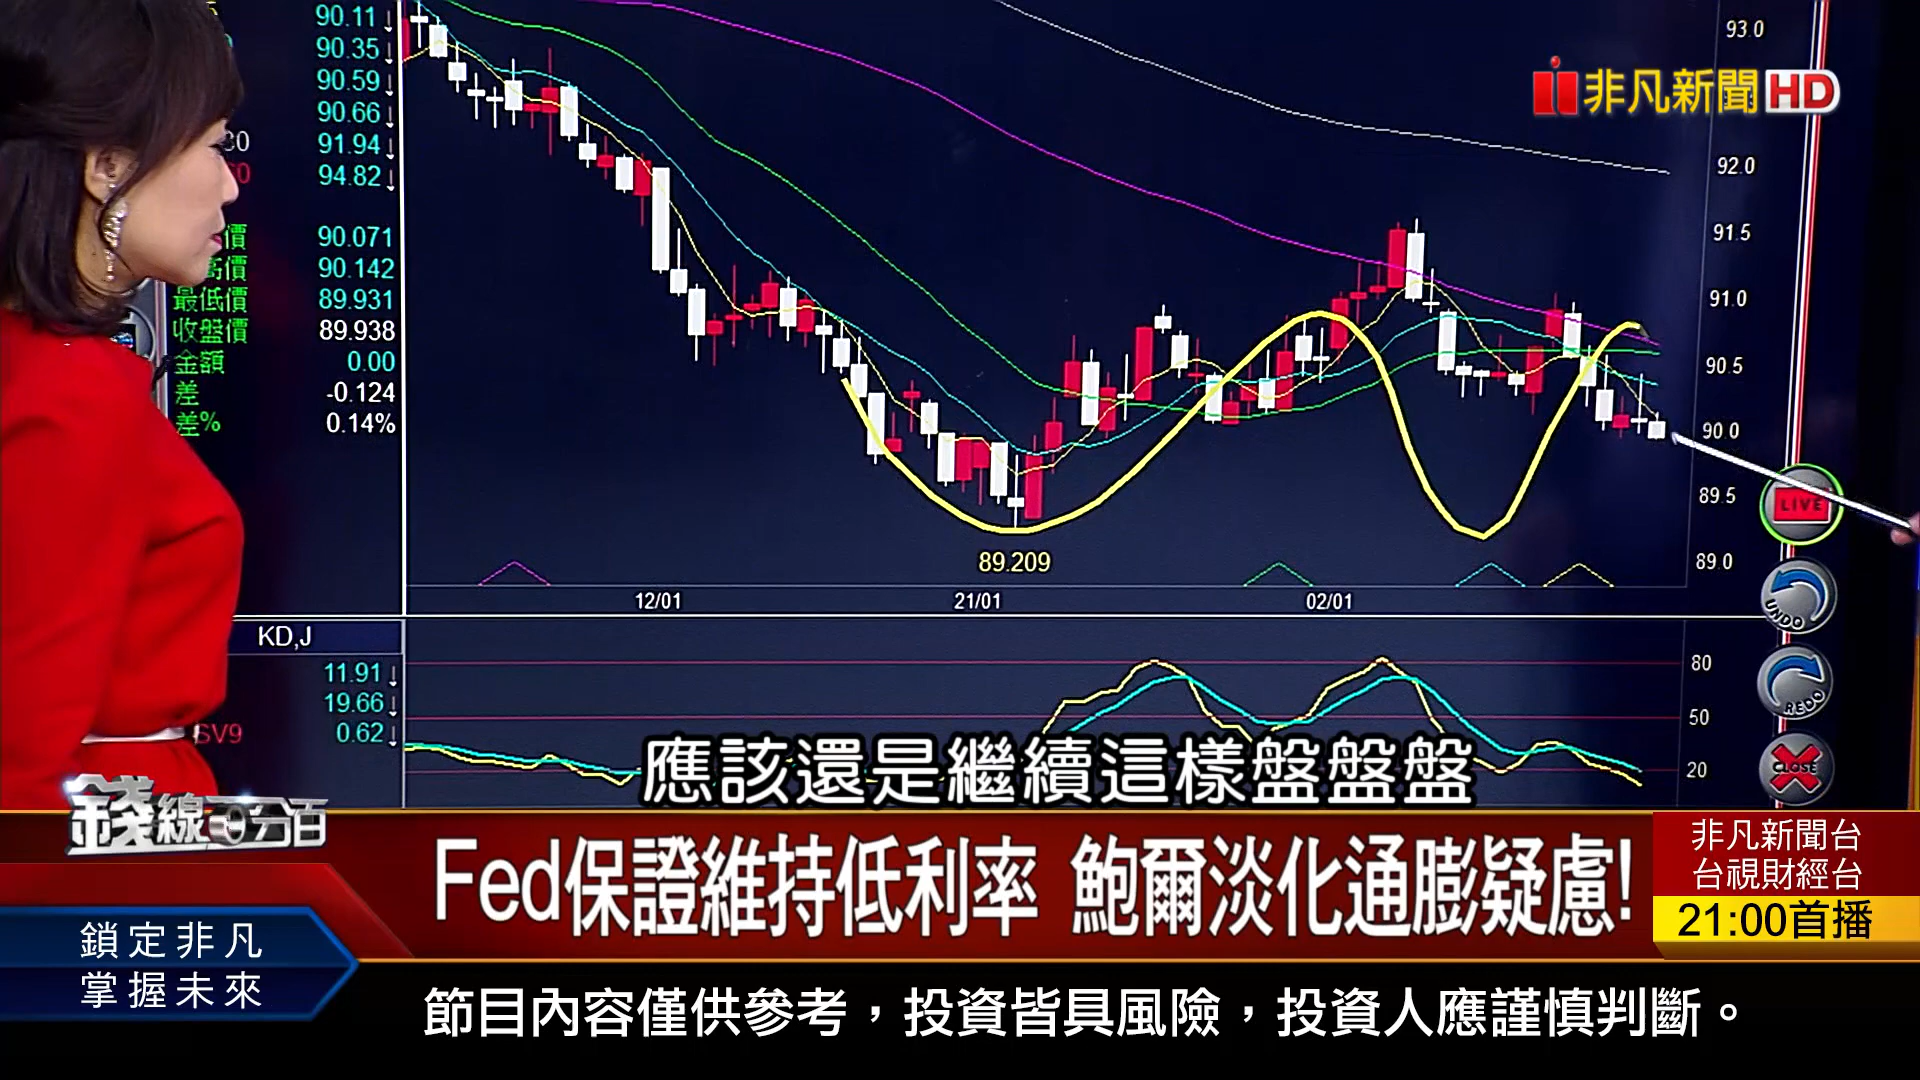 90.11↓
90.35↓
90.59↓
90.66↓
91.94↓
94.82↓
價 90.071
高價 90.142
最低價 89.931
收盤價 89.938
金額 0.00
差 -0.124
差% 0.14%
93.0
非凡新聞HD
92.0
91.5
91.0
90.5
90.0
89.5
89.0
89.209
12/01
21/01
02/01
LIVE
UNDO
REDO
CLOSE
KD,J
11.91↓
19.66↓
SV9 0.62↓
80
50
20
應該還是繼續這樣盤盤盤
錢線百分百
Fed保證維持低利率 鮑爾淡化通膨疑慮!
非凡新聞台
台視財經台
21:00首播
鎖定非凡
掌握未來
節目內容僅供參考，投資皆具風險，投資人應謹慎判斷。